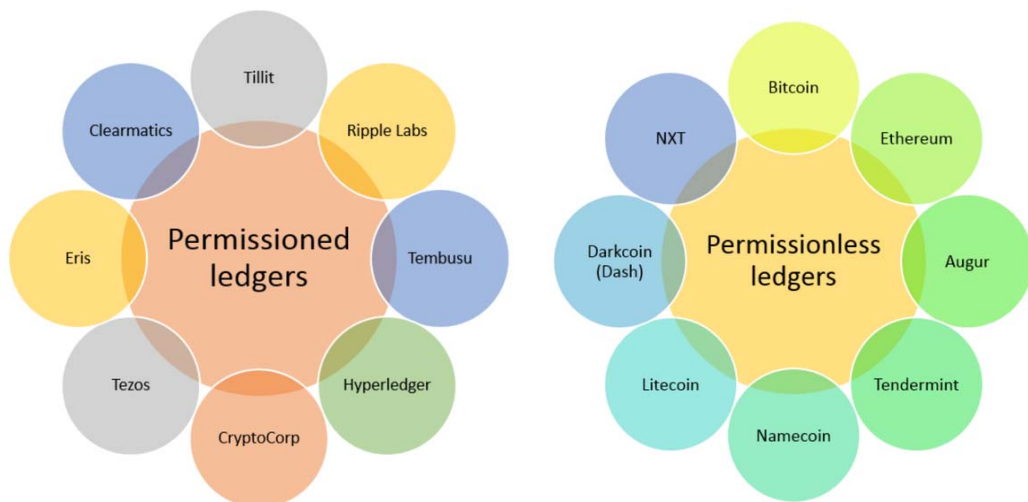 Permissioned
ledgers
Tillit
Ripple Labs
Tembusu
Hyperledger
CryptoCorp
Tezos
Eris
Clearmatics
Permissionless
ledgers
Bitcoin
Ethereum
Augur
Tendermint
Namecoin
Litecoin
Darkcoin
(Dash)
NXT